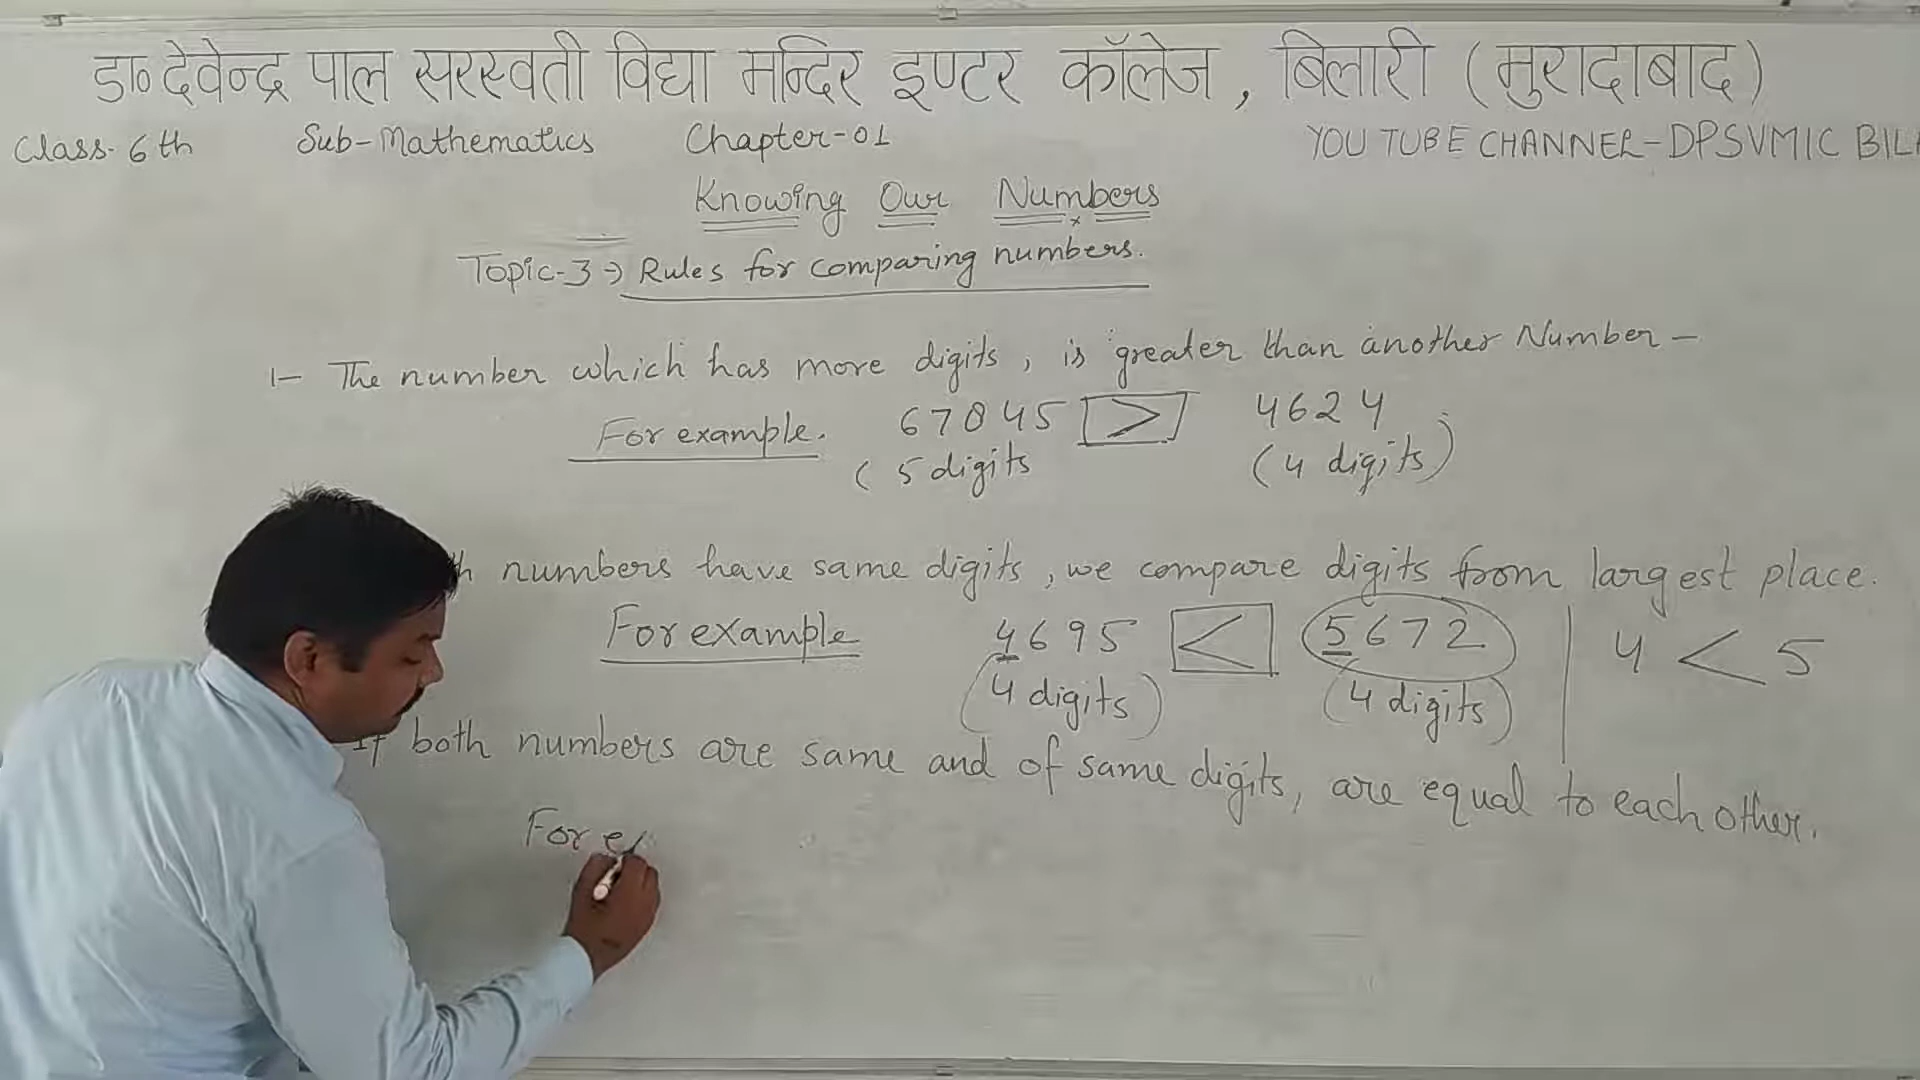 डा० देवेन्द्र पाल सरस्वती विद्या मन्दिर इण्टर कॉलेज, बिलारी (मुरादाबाद)
Class-6th Sub-Mathematics Chapter-01 YOU TUBE CHANNEL-DPSVMIC
Knowing Our Numbers
Topic-3→ Rules for comparing numbers.
1- The number which has more digits, is greater than another Number-
For example. 67845 > 4624
( 5 digits (4 digits)
numbers have same digits, we compare digits from largest place.
For example 4695 < 5672 | 4 < 5
(4 digits) (4 digits)
If both numbers are same and of same digits, are equal to each other.
For e